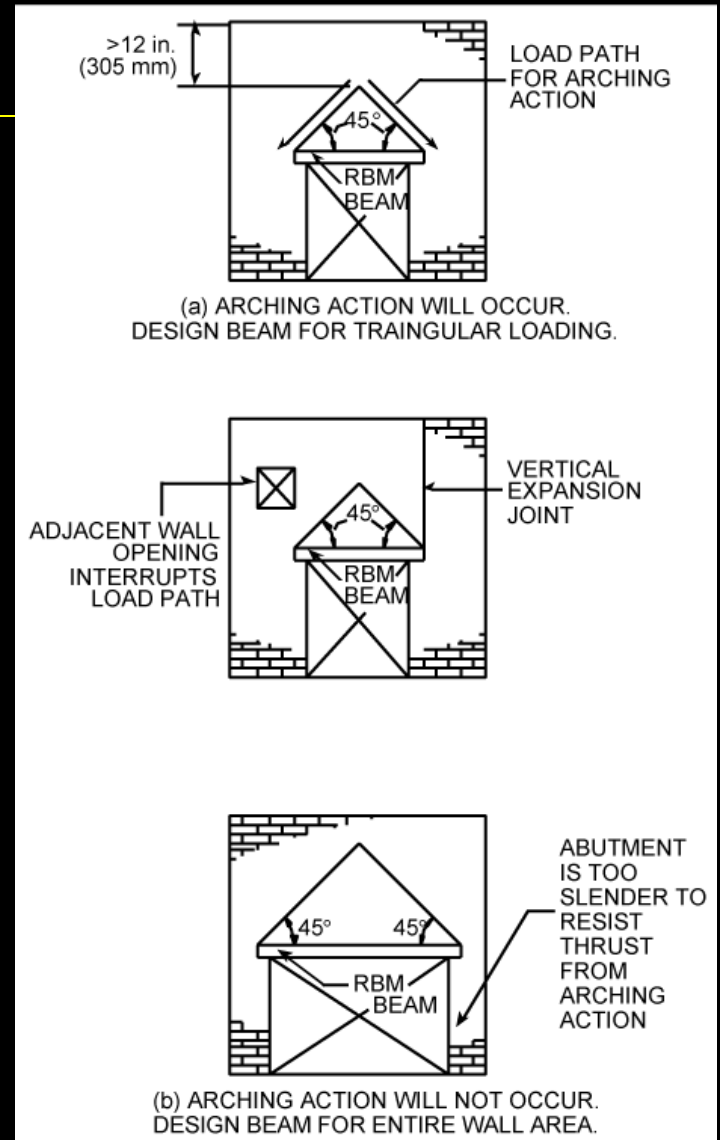 >12 in.
(305 mm)
LOAD PATH
FOR ARCHING
ACTION
45°
RBM
BEAM
(a) ARCHING ACTION WILL OCCUR.
DESIGN BEAM FOR TRAINGULAR LOADING.
VERTICAL
EXPANSION
JOINT
45°
ADJACENT WALL
OPENING
INTERRUPTS
LOAD PATH
RBM
BEAM
ABUTMENT
IS TOO
SLENDER TO
RESIST
THRUST
FROM
ARCHING
ACTION
45° 45°
RBM
BEAM
(b) ARCHING ACTION WILL NOT OCCUR.
DESIGN BEAM FOR ENTIRE WALL AREA.